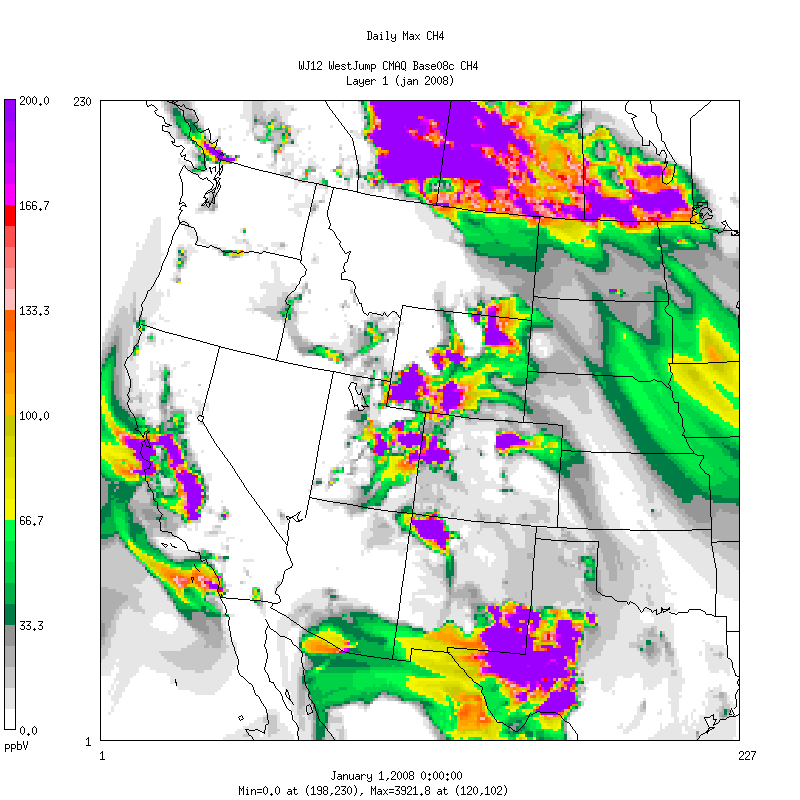 Daily Max CH4
WJ12 WestJump CMAQ Base08c CH4
Layer 1 (jan 2008)
200.0
166.7
133.3
100.0
66.7
33.3
0.0
ppbV
230
1
1
227
January 1,2008 0:00:00
Min=0.0 at (198,230), Max=3921.8 at (120,102)